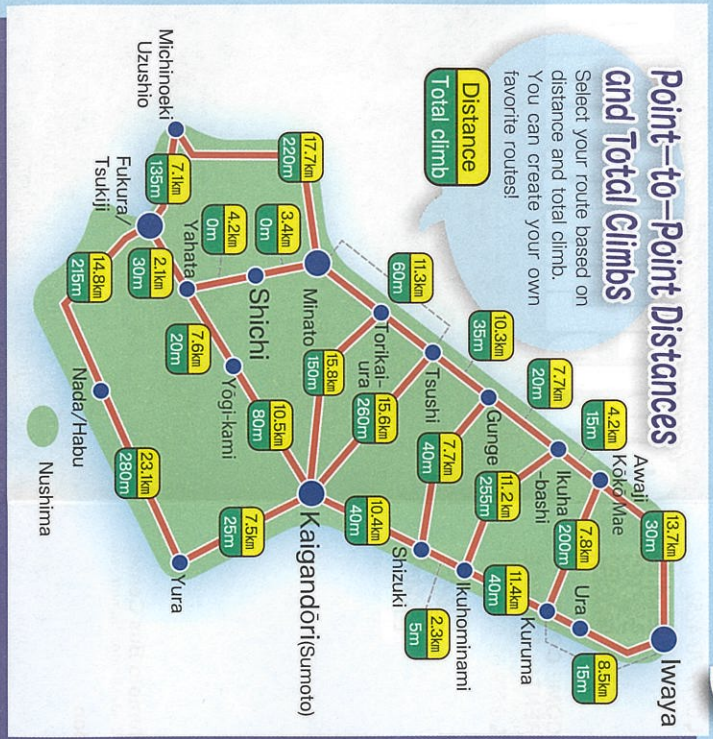 Point-to-Point Distances
and Total Climbs
Select your route based on
distance and total climb.
You can create your own
favorite routes!
Distance
Total climb
Iwaya
13.7km
30m
8.5km
15m
Awaji
Kōkō Mae
Ura
4.2km
15m
7.8km
200m
Kuruma
Ikuha
-bashi
7.7km
20m
11.4km
40m
Ikuhominami
11.2km
255m
Gunge
2.3km
5m
10.3km
35m
7.7km
40m
Shizuki
Tsushi
11.3km
60m
Torikai-
ura
15.6km
260m
10.4km
40m
Minato
15.8km
150m
Kaigandōri (Sumoto)
17.7km
220m
3.4km
0m
Shichi
4.2km
0m
10.5km
80m
Yōgi-kami
7.6km
20m
7.5km
25m
Yahata
2.1km
30m
Michinoeki
Uzushio
7.1km
135m
Fukura/
Tsukiji
14.8km
215m
Nada/Habu
23.1km
280m
Yura
Nushima